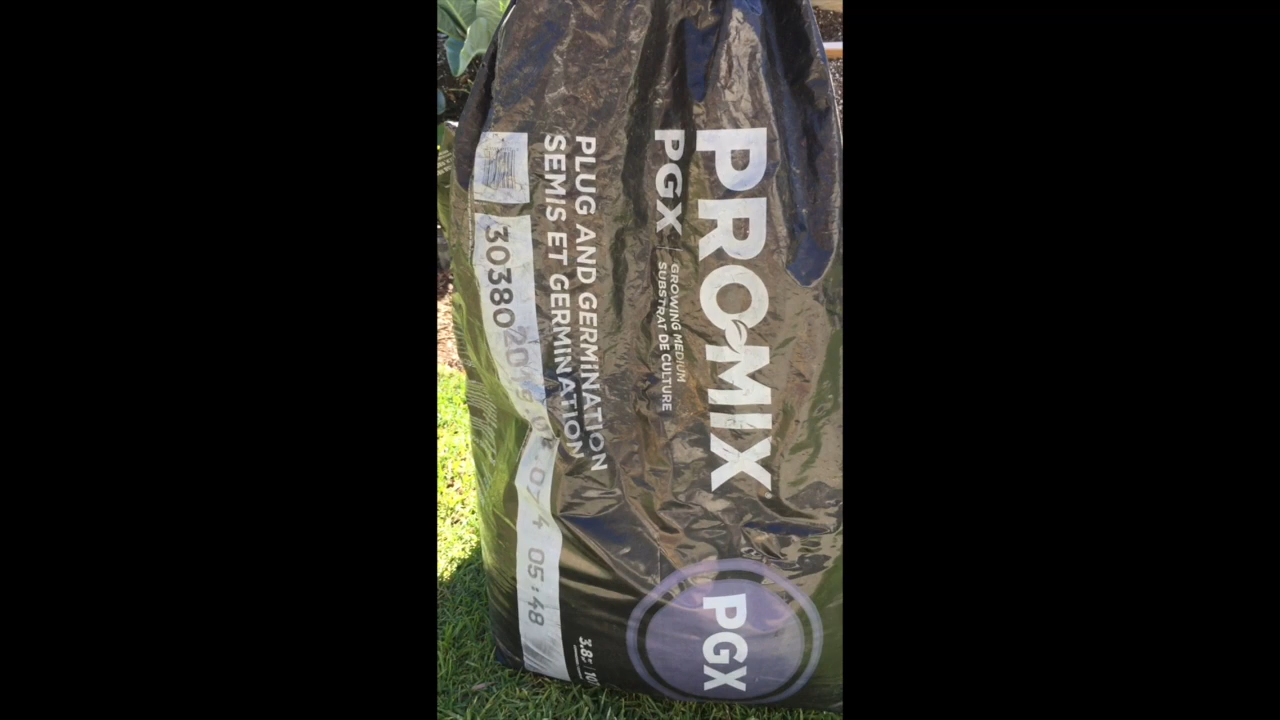 PRO-MIX
PGX
GROWING MEDIUM
SUBSTRAT DE CULTURE
PLUG AND GERMINATION
SEMIS ET GERMINATION
30380
05:48
PGX